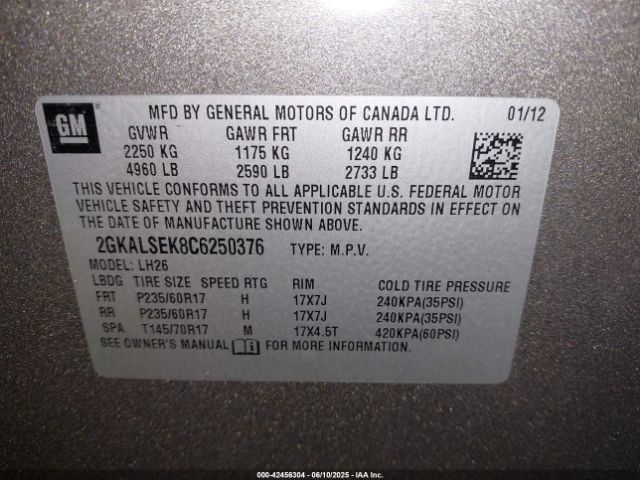 GM
MFD BY GENERAL MOTORS OF CANADA LTD. 01/12
GVWR GAWR FRT GAWR RR
2250 KG 1175 KG 1240 KG
4960 LB 2590 LB 2733 LB
THIS VEHICLE CONFORMS TO ALL APPLICABLE U.S. FEDERAL MOTOR
VEHICLE SAFETY AND THEFT PREVENTION STANDARDS IN EFFECT ON
THE DATE OF MANUFACTURE SHOWN ABOVE.
2GKALSEK8C6250376 TYPE: M.P.V.
MODEL: LH26
LBDG TIRE SIZE SPEED RTG RIM COLD TIRE PRESSURE
FRT P235/60R17 H 17X7J 240KPA(35PSI)
RR P235/60R17 H 17X7J 240KPA(35PSI)
SPA T145/70R17 M 17X4.5T 420KPA(60PSI)
SEE OWNER'S MANUAL FOR MORE INFORMATION.
000-42456304 - 06/10/2025 - IAA Inc.